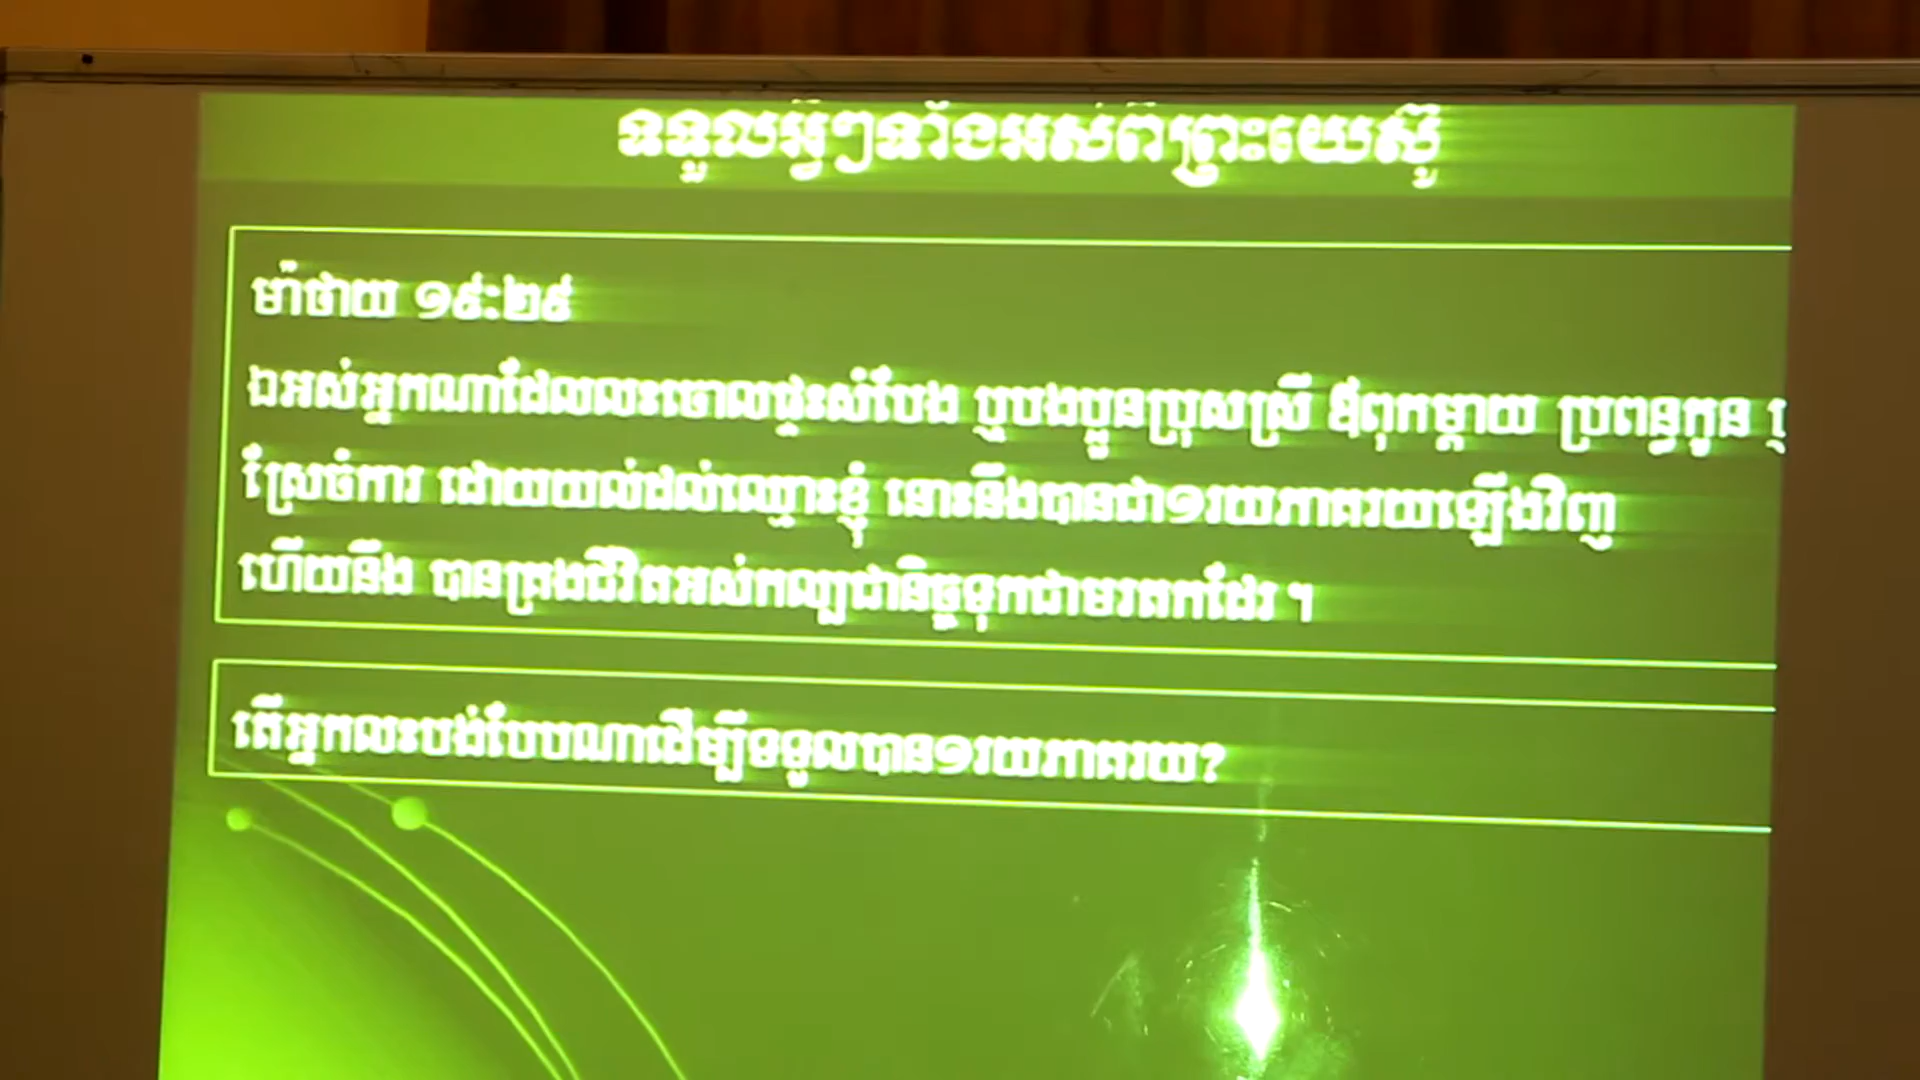 ទទួលអ្វីៗទាំងអស់ពីព្រះយេស៊ូ
ម៉ាថាយ ១៩:២៩
ឯអស់អ្នកណាដែលលះចោលផ្ទះសំបែង ឬបងប្អូនប្រុសស្រី ឪពុកម្តាយ ប្រពន្ធកូន ឬ
ស្រែចំការ ដោយយល់ដល់ឈ្មោះខ្ញុំ នោះនឹងបានជា១រយភាគរយឡើងវិញ
ហើយនឹង បានគ្រងជីវិតអស់កល្បជានិច្ចទុកជាមរតកដែរ ។
តើអ្នកលះបង់បែបណាដើម្បីទទួលបាន១រយភាគរយ?